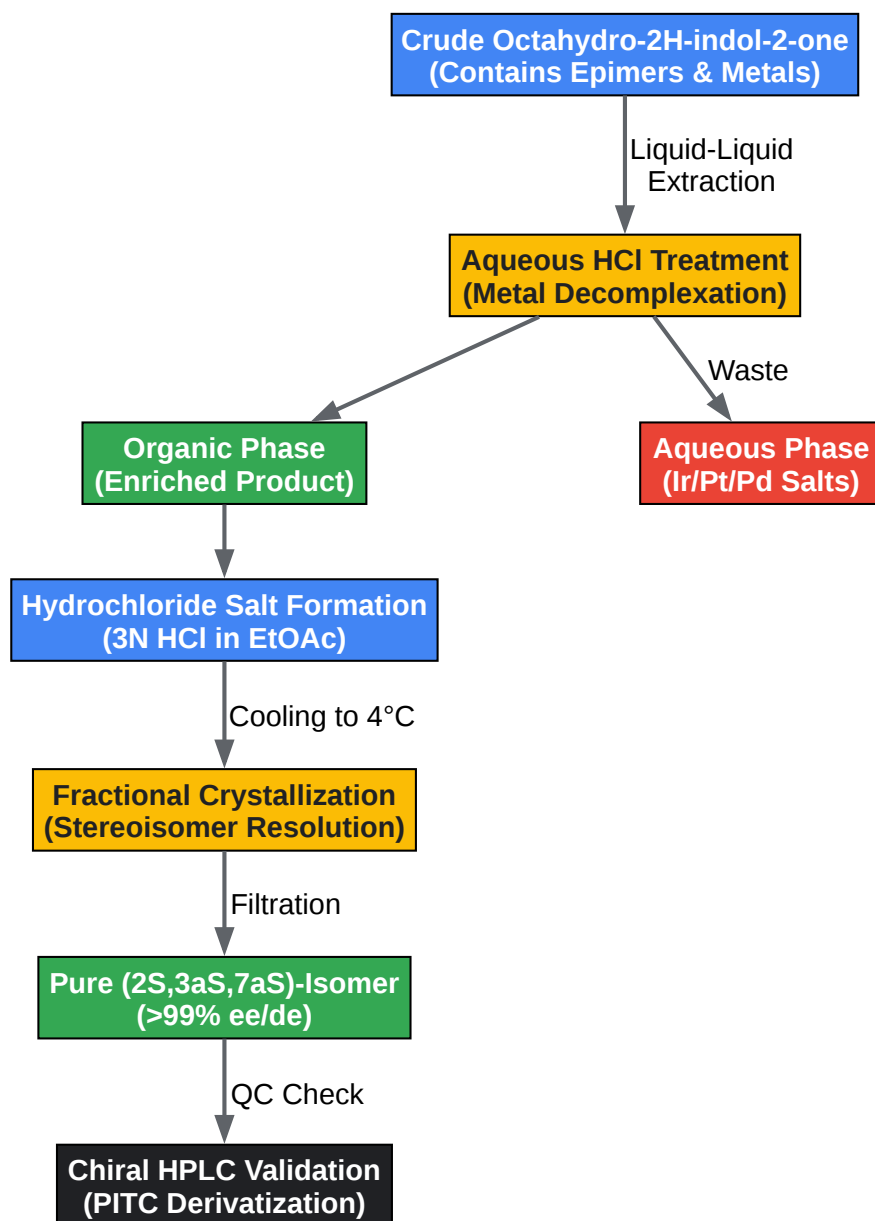 Crude Octahydro-2H-indol-2-one
(Contains Epimers & Metals)
Liquid-Liquid
Extraction
Aqueous HCl Treatment
(Metal Decomplexation)
Waste
Organic Phase
(Enriched Product)
Aqueous Phase
(Ir/Pt/Pd Salts)
Hydrochloride Salt Formation
(3N HCl in EtOAc)
Cooling to 4°C
Fractional Crystallization
(Stereoisomer Resolution)
Filtration
Pure (2S,3aS,7aS)-Isomer
(>99% ee/de)
QC Check
Chiral HPLC Validation
(PITC Derivatization)